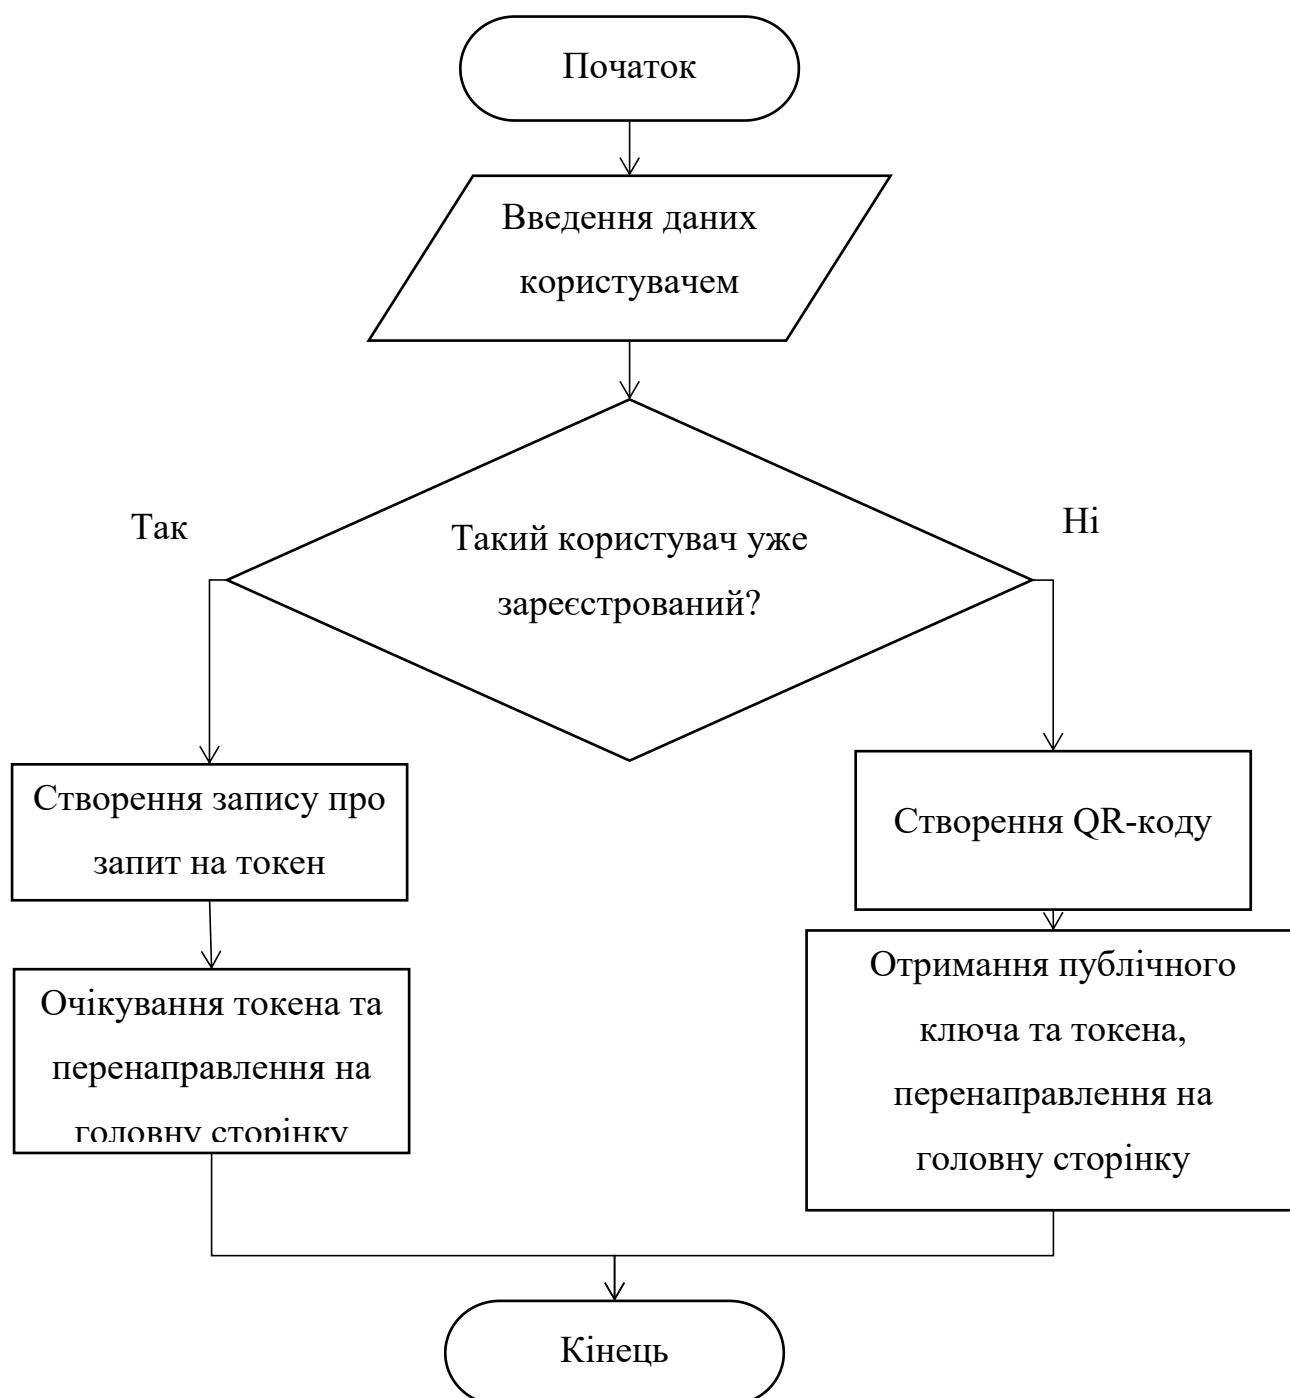 Початок
Введення даних
користувачем
Так
Ні
Такий користувач уже
зареєстрований?
Створення запису про
запит на токен
Створення QR-коду
Очікування токена та
перенаправлення на
головну сторінку
Отримання публічного
ключа та токена,
перенаправлення на
головну сторінку
Кінець